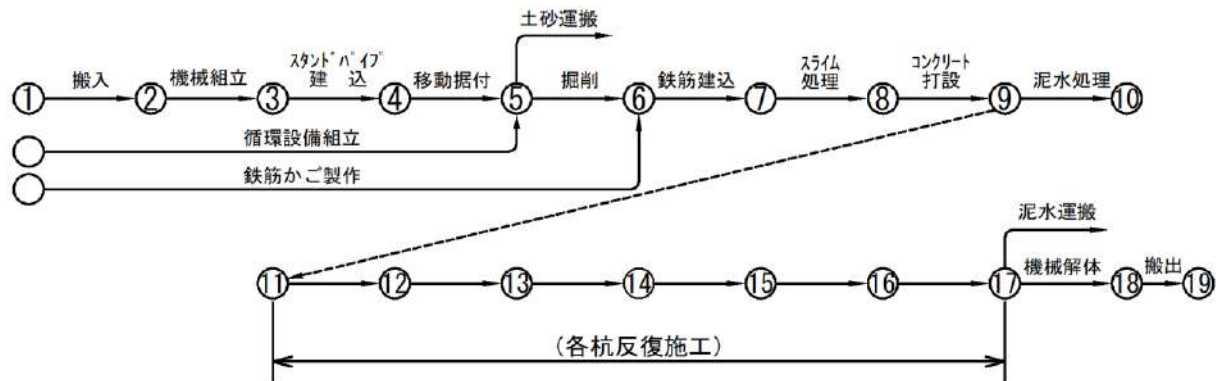 土砂運搬
搬入
機械組立
スタンドパイプ
建 込
移動据付
掘削
鉄筋建込
スライム
処理
コンクリート
打設
泥水処理
① ② ③ ④ ⑤ ⑥ ⑦ ⑧ ⑨ ⑩
循環設備組立
鉄筋かご製作
泥水運搬
機械解体
搬出
⑪ ⑫ ⑬ ⑭ ⑮ ⑯ ⑰ ⑱ ⑲
(各杭反復施工)